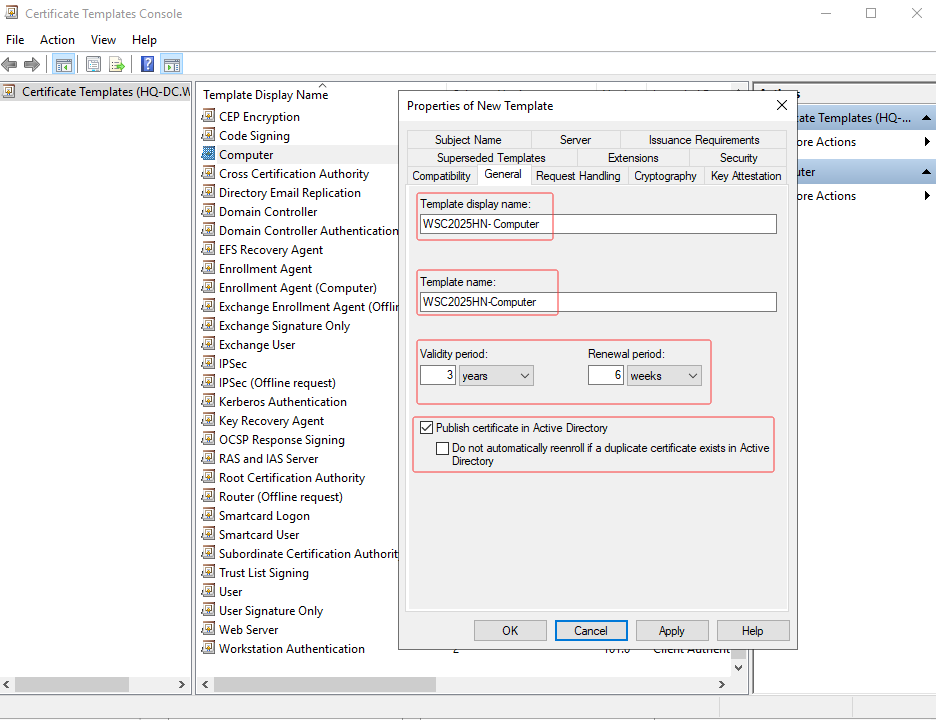 Certificate Templates Console
File Action View Help
Certificate Templates (HQ-DC.W
Template Display Name
CEP Encryption
Code Signing
Computer
Cross Certification Authority
Directory Email Replication
Domain Controller
Domain Controller Authentication
EFS Recovery Agent
Enrollment Agent
Enrollment Agent (Computer)
Exchange Enrollment Agent (Offlin
Exchange Signature Only
Exchange User
IPSec
IPSec (Offline request)
Kerberos Authentication
Key Recovery Agent
OCSP Response Signing
RAS and IAS Server
Root Certification Authority
Router (Offline request)
Smartcard Logon
Smartcard User
Subordinate Certification Authorit
Trust List Signing
User
User Signature Only
Web Server
Workstation Authentication
Properties of New Template
Subject Name Server Issuance Requirements
Superseded Templates Extensions Security
Compatibility General Request Handling Cryptography Key Attestation
Template display name:
WSC2025HN- Computer
Template name:
WSC2025HN-Computer
Validity period: Renewal period:
3 years 6 weeks
Publish certificate in Active Directory
Do not automatically reenroll if a duplicate certificate exists in Active
Directory
OK Cancel Apply Help
cate Templates (HQ-...
ore Actions
uter
ore Actions